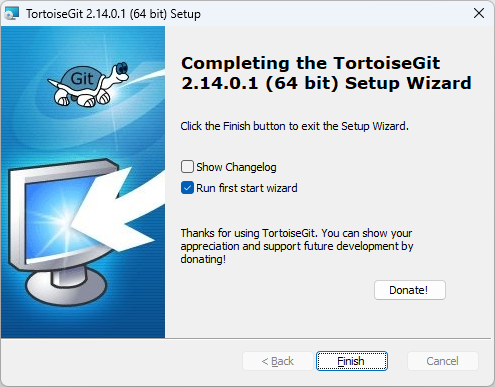 TortoiseGit 2.14.0.1 (64 bit) Setup
Git
Completing the TortoiseGit
2.14.0.1 (64 bit) Setup Wizard
Click the Finish button to exit the Setup Wizard.
Show Changelog
Run first start wizard
Thanks for using TortoiseGit. You can show your
appreciation and support future development by
donating!
Donate!
< Back
Finish
Cancel